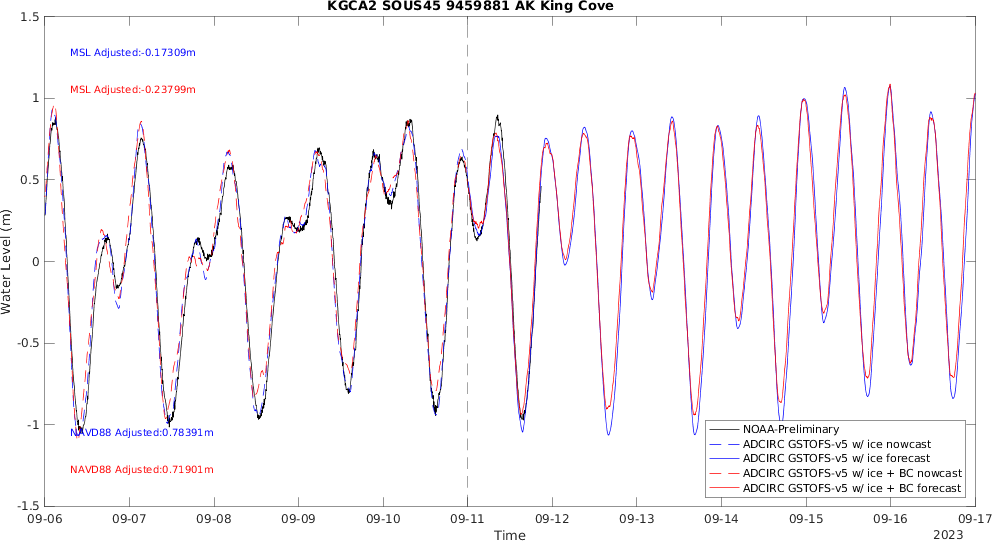 KGCA2 SOUS45 9459881 AK King Cove
MSL Adjusted:-0.17309m
MSL Adjusted:-0.23799m
NAVD88 Adjusted:0.78391m
NAVD88 Adjusted:0.71901m
Water Level (m)
1.5
1
0.5
0
-0.5
-1
-1.5
NOAA-Preliminary
ADCIRC GSTOFS-v5 w/ ice nowcast
ADCIRC GSTOFS-v5 w/ ice forecast
ADCIRC GSTOFS-v5 w/ ice + BC nowcast
ADCIRC GSTOFS-v5 w/ ice + BC forecast
09-06 09-07 09-08 09-09 09-10 09-11 09-12 09-13 09-14 09-15 09-16 09-17
Time
2023